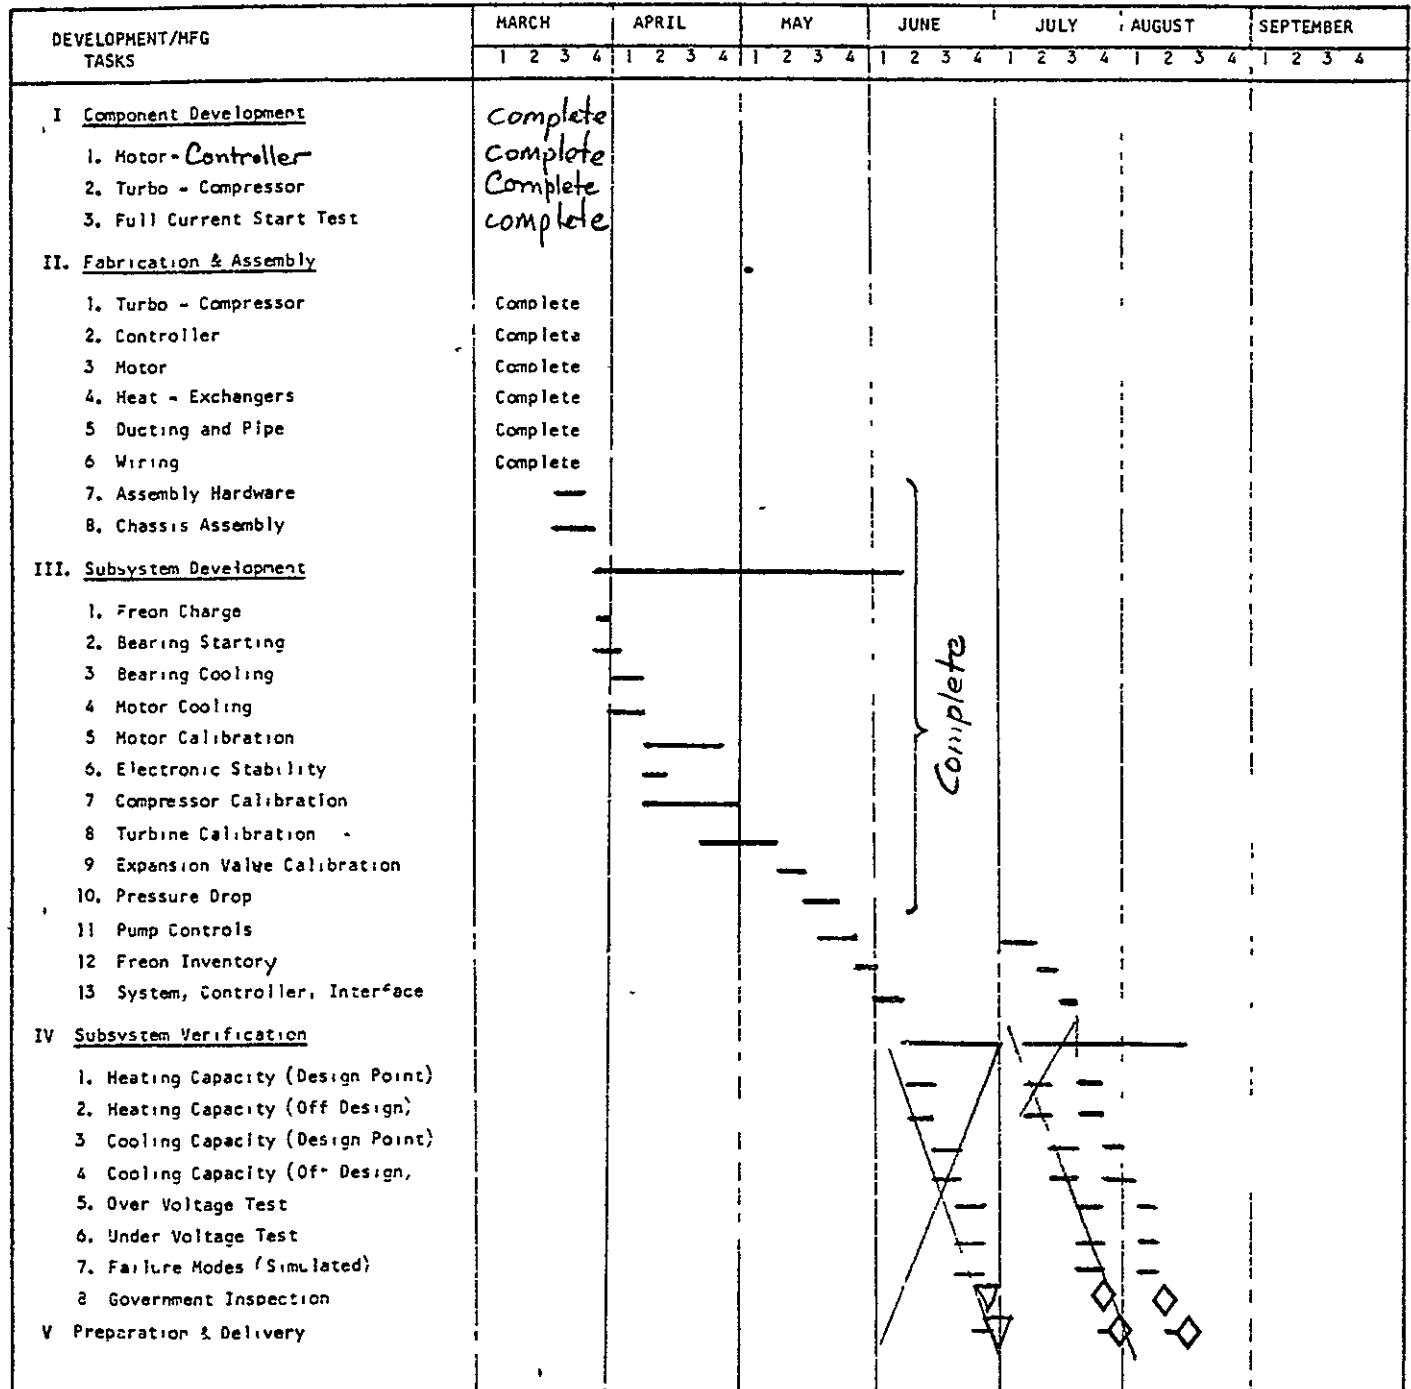 DEVELOPMENT/MFG TASKS
MARCH APRIL MAY JUNE JULY AUGUST SEPTEMBER
1 2 3 4 1 2 3 4 1 2 3 4 1 2 3 4 1 2 3 4 1 2 3 4 1 2 3 4
I Component Development Complete
1. Motor-Controller Complete
2. Turbo - Compressor Complete
3. Full Current Start Test Complete
II. Fabrication & Assembly
1. Turbo - Compressor Complete
2. Controller Complete
3 Motor Complete
4. Heat - Exchangers Complete
5 Ducting and Pipe Complete
6 Wiring Complete
7. Assembly Hardware
8. Chassis Assembly
III. Subsystem Development
1. Freon Charge
2. Bearing Starting
3 Bearing Cooling
4 Motor Cooling
5 Motor Calibration
6. Electronic Stability
7 Compressor Calibration
8 Turbine Calibration
9 Expansion Valve Calibration
10. Pressure Drop
Complete
11 Pump Controls
12 Freon Inventory
13 System, Controller, Interface
IV Subsystem Verification
1. Heating Capacity (Design Point)
2. Heating Capacity (Off Design)
3 Cooling Capacity (Design Point)
4 Cooling Capacity (Off Design,
5. Over Voltage Test
6. Under Voltage Test
7. Failure Modes (Simulated)
8 Government Inspection
V Preparation & Delivery